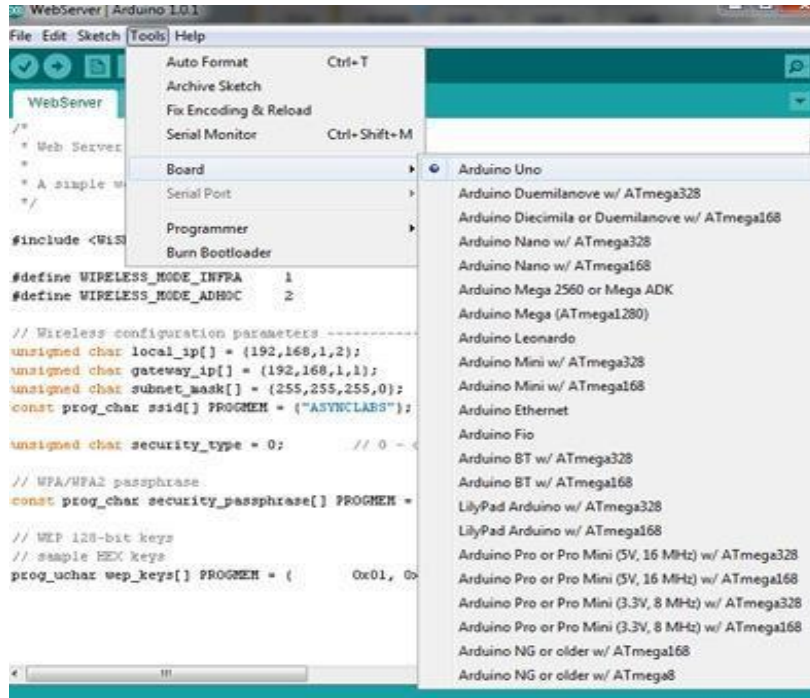 WebServer | Arduino 1.0.1
File Edit Sketch Tools Help
Auto Format Ctrl+T
Archive Sketch
Fix Encoding & Reload
Serial Monitor Ctrl+Shift+M
Board
Serial Port
Programmer
Burn Bootloader
Arduino Uno
Arduino Duemilanove w/ ATmega328
Arduino Diecimila or Duemilanove w/ ATmega168
Arduino Nano w/ ATmega328
Arduino Nano w/ ATmega168
Arduino Mega 2560 or Mega ADK
Arduino Mega (ATmega1280)
Arduino Leonardo
Arduino Mini w/ ATmega328
Arduino Mini w/ ATmega168
Arduino Ethernet
Arduino Fio
Arduino BT w/ ATmega328
Arduino BT w/ ATmega168
LilyPad Arduino w/ ATmega328
LilyPad Arduino w/ ATmega168
Arduino Pro or Pro Mini (5V, 16 MHz) w/ ATmega328
Arduino Pro or Pro Mini (5V, 16 MHz) w/ ATmega168
Arduino Pro or Pro Mini (3.3V, 8 MHz) w/ ATmega328
Arduino Pro or Pro Mini (3.3V, 8 MHz) w/ ATmega168
Arduino NG or older w/ ATmega168
Arduino NG or older w/ ATmega8
WebServer
/*
* Web Server
*
* A simple w
*/
#include <WiS
#define WIRELESS_MODE_INFRA 1
#define WIRELESS_MODE_ADHOC 2
// Wireless configuration parameters ----------
unsigned char local_ip[] = {192,168,1,2};
unsigned char gateway_ip[] = {192,168,1,1};
unsigned char subnet_mask[] = {255,255,255,0};
const prog_char ssid[] PROGMEM = {"ASYNCLABS"};
unsigned char security_type = 0; // 0 -
// WPA/WPA2 passphrase
const prog_char security_passphrase[] PROGMEM =
// WEP 128-bit keys
// sample HEX keys
prog_uchar wep_keys[] PROGMEM = { 0x01, 0x